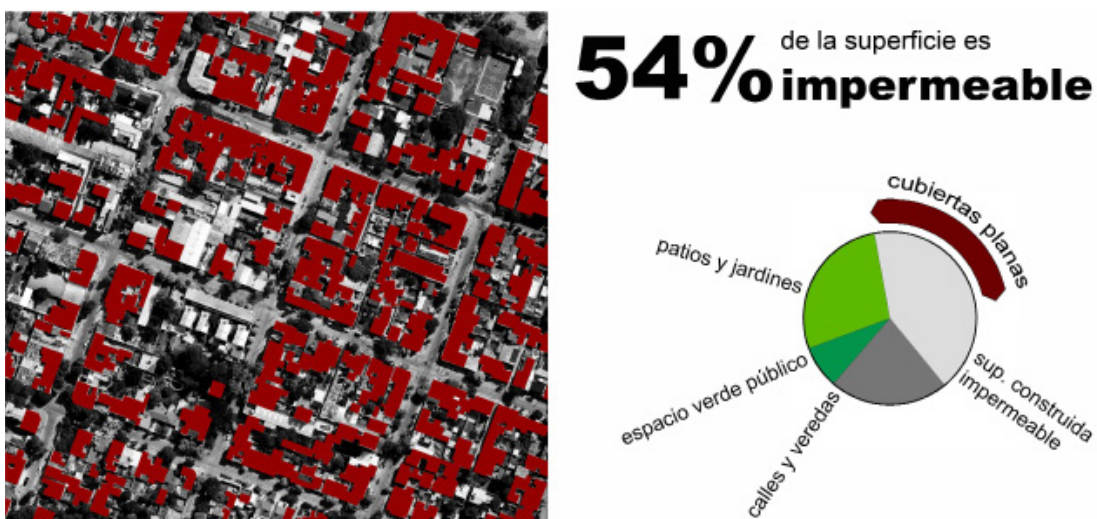 54% de la superficie es
impermeable
cubiertas planas
patios y jardines
sup. construida
impermeable
espacio verde público
calles y veredas